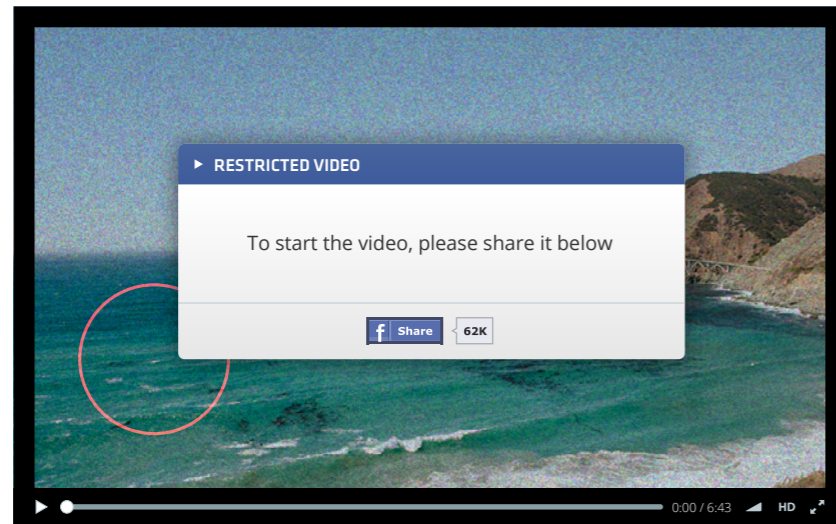 RESTRICTED VIDEO
To start the video, please share it below
f Share 62K
0:00 / 6:43 HD